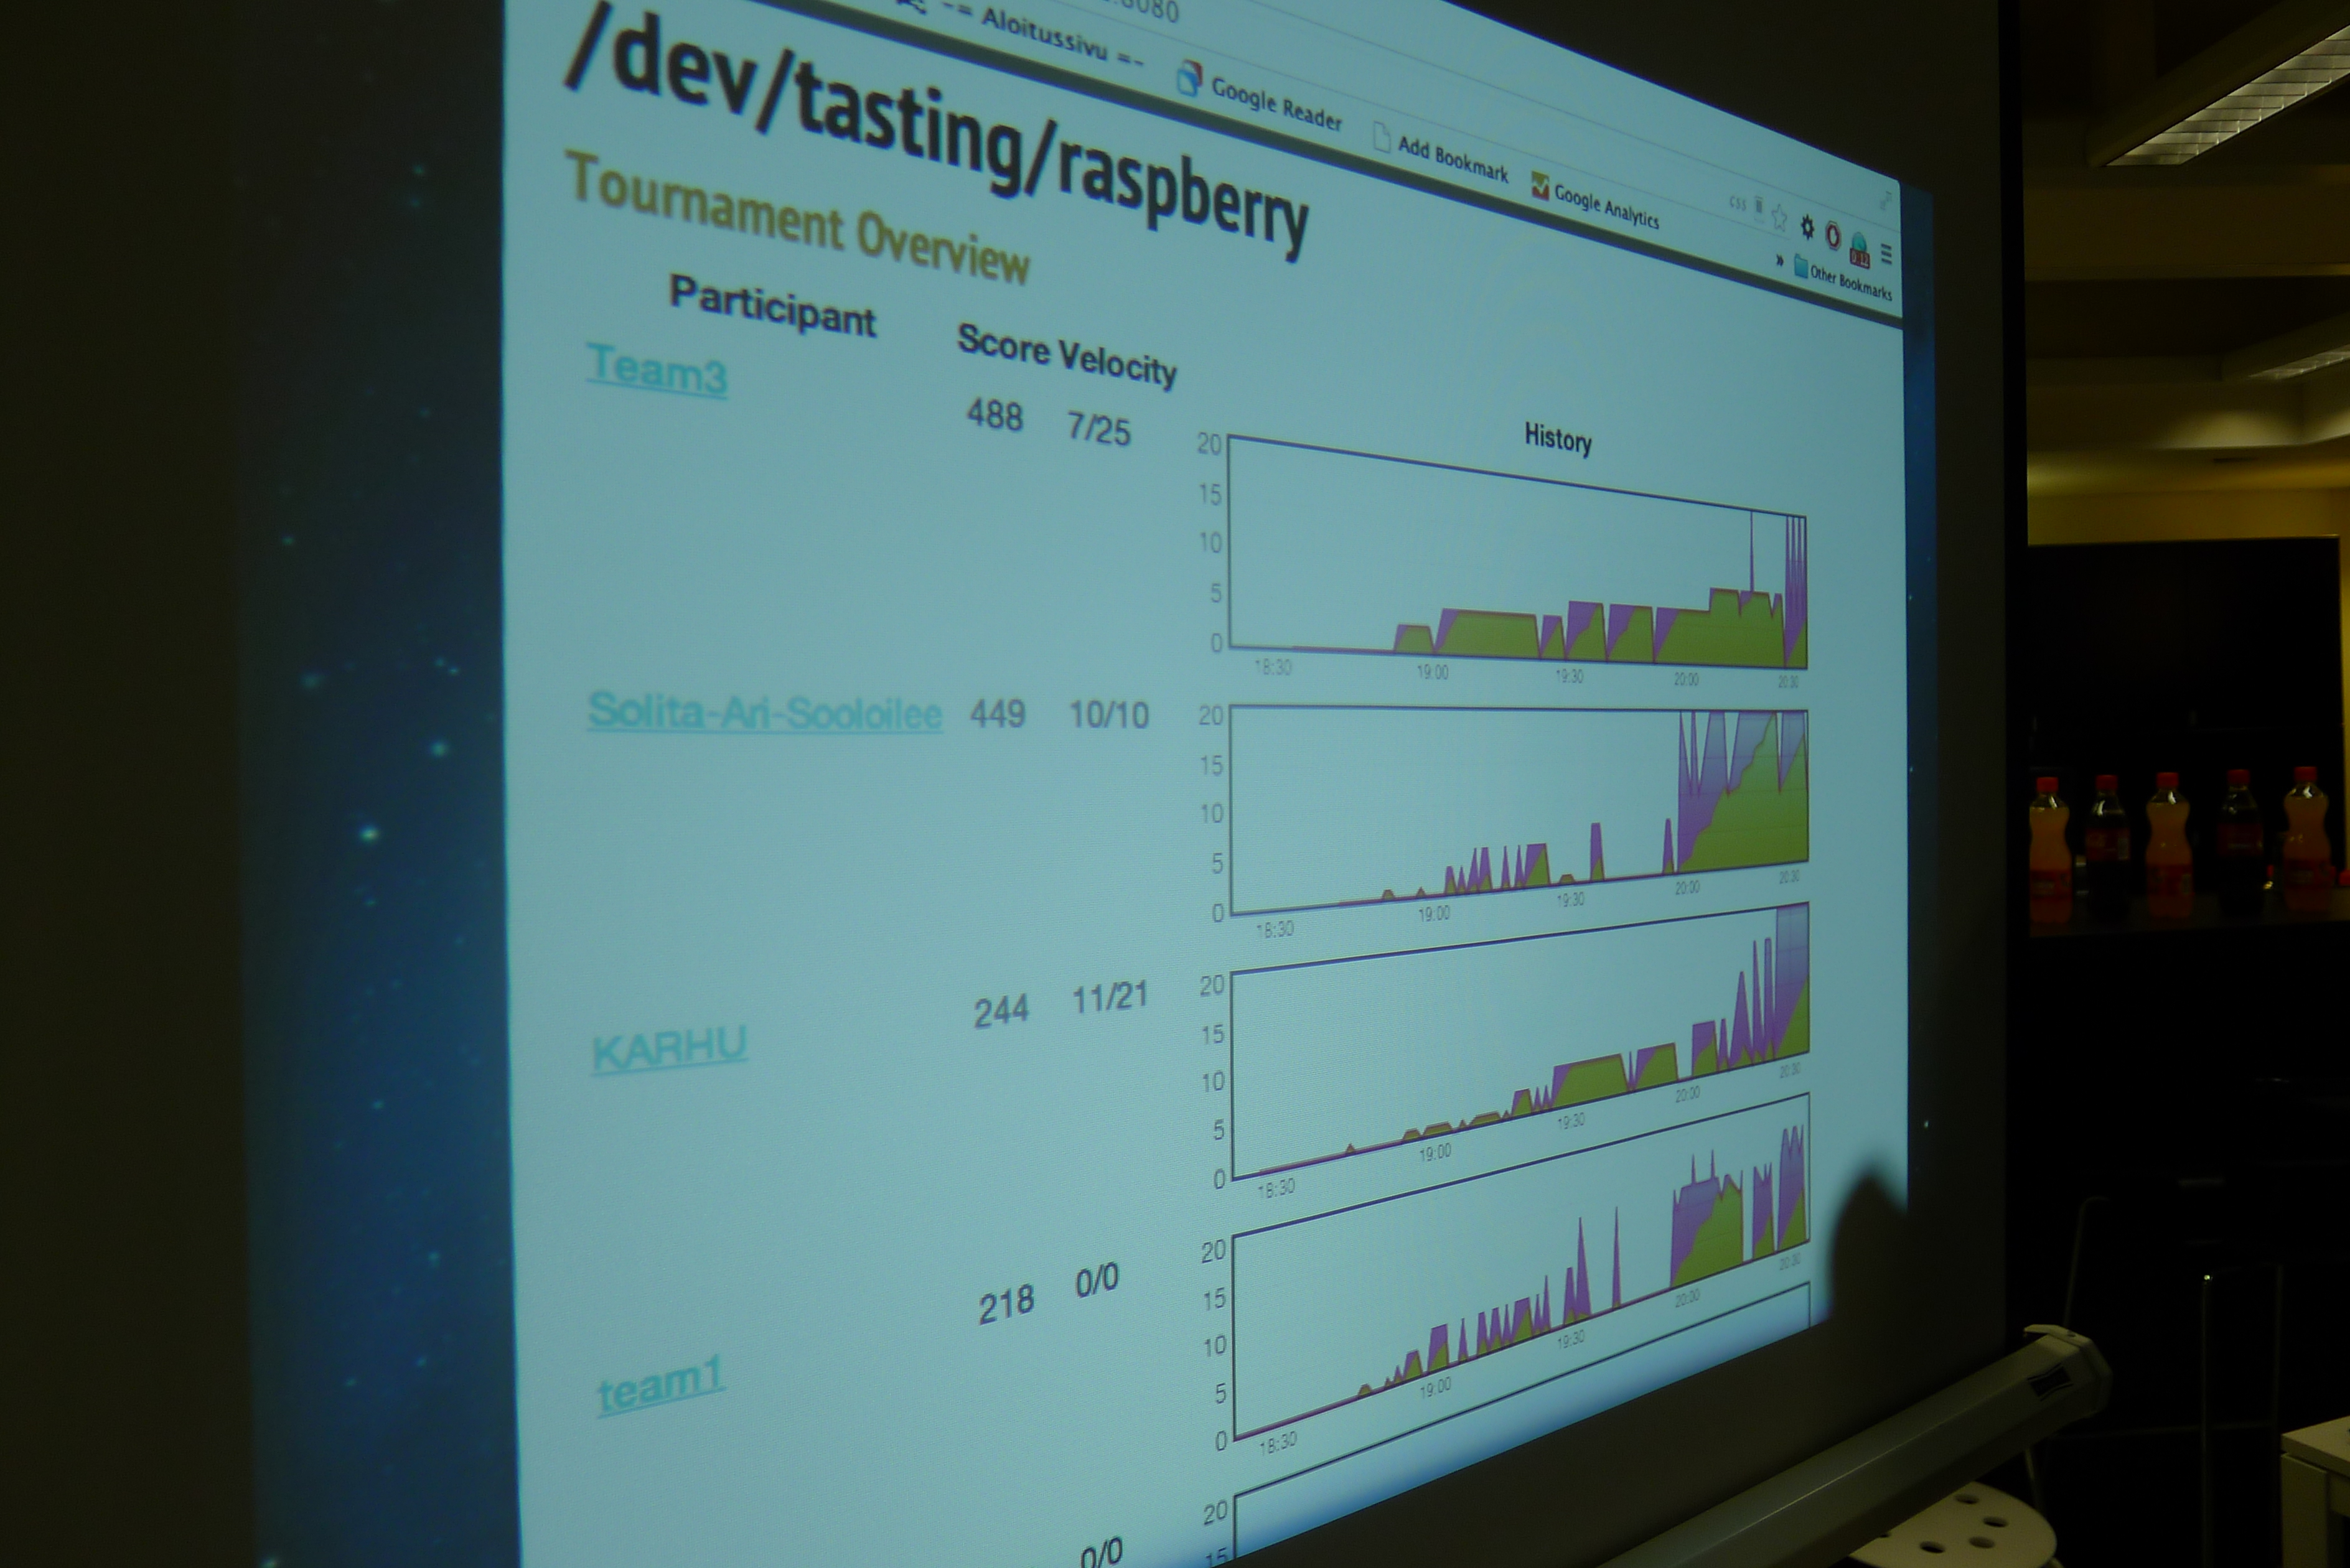 :8080
-= Aloitussivu =-
Google Reader
Add Bookmark
Google Analytics
css
Other Bookmarks
/dev/tasting/raspberry
Tournament Overview
Participant Score Velocity History
Team3 488 7/25
20
15
10
5
0
18:30 19:00 19:30 20:00 20:30
Solita-Ari-Sooloilee 449 10/10
20
15
10
5
0
18:30 19:00 19:30 20:00 20:30
KARHU 244 11/21
20
15
10
5
0
18:30 19:00 19:30 20:00 20:30
team1 218 0/0
20
15
10
5
0
18:30 19:00 19:30 20:00 20:30
0/0
20
15